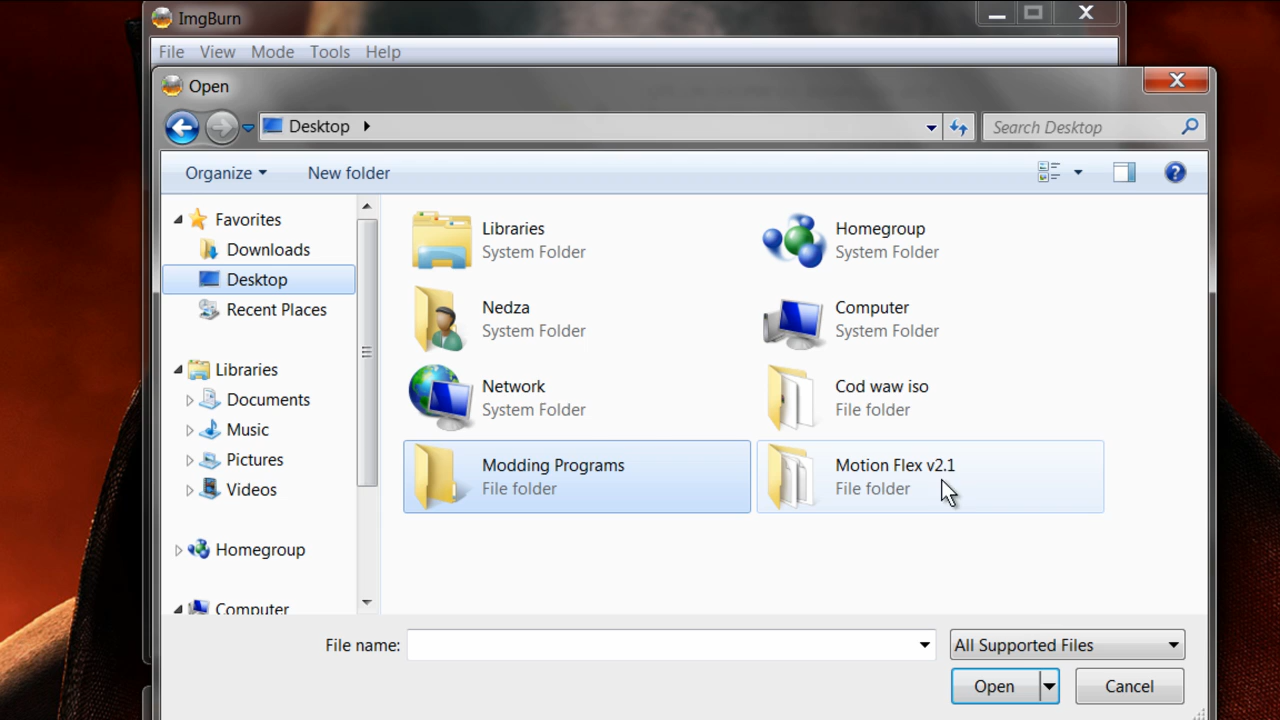 ImgBurn
File View Mode Tools Help
Open
Desktop
Search Desktop
Organize New folder
Favorites
Downloads
Desktop
Recent Places
Libraries
Documents
Music
Pictures
Videos
Homegroup
Computer
Libraries
System Folder
Homegroup
System Folder
Nedza
System Folder
Computer
System Folder
Network
System Folder
Cod waw iso
File folder
Modding Programs
File folder
Motion Flex v2.1
File folder
File name:
All Supported Files
Open
Cancel